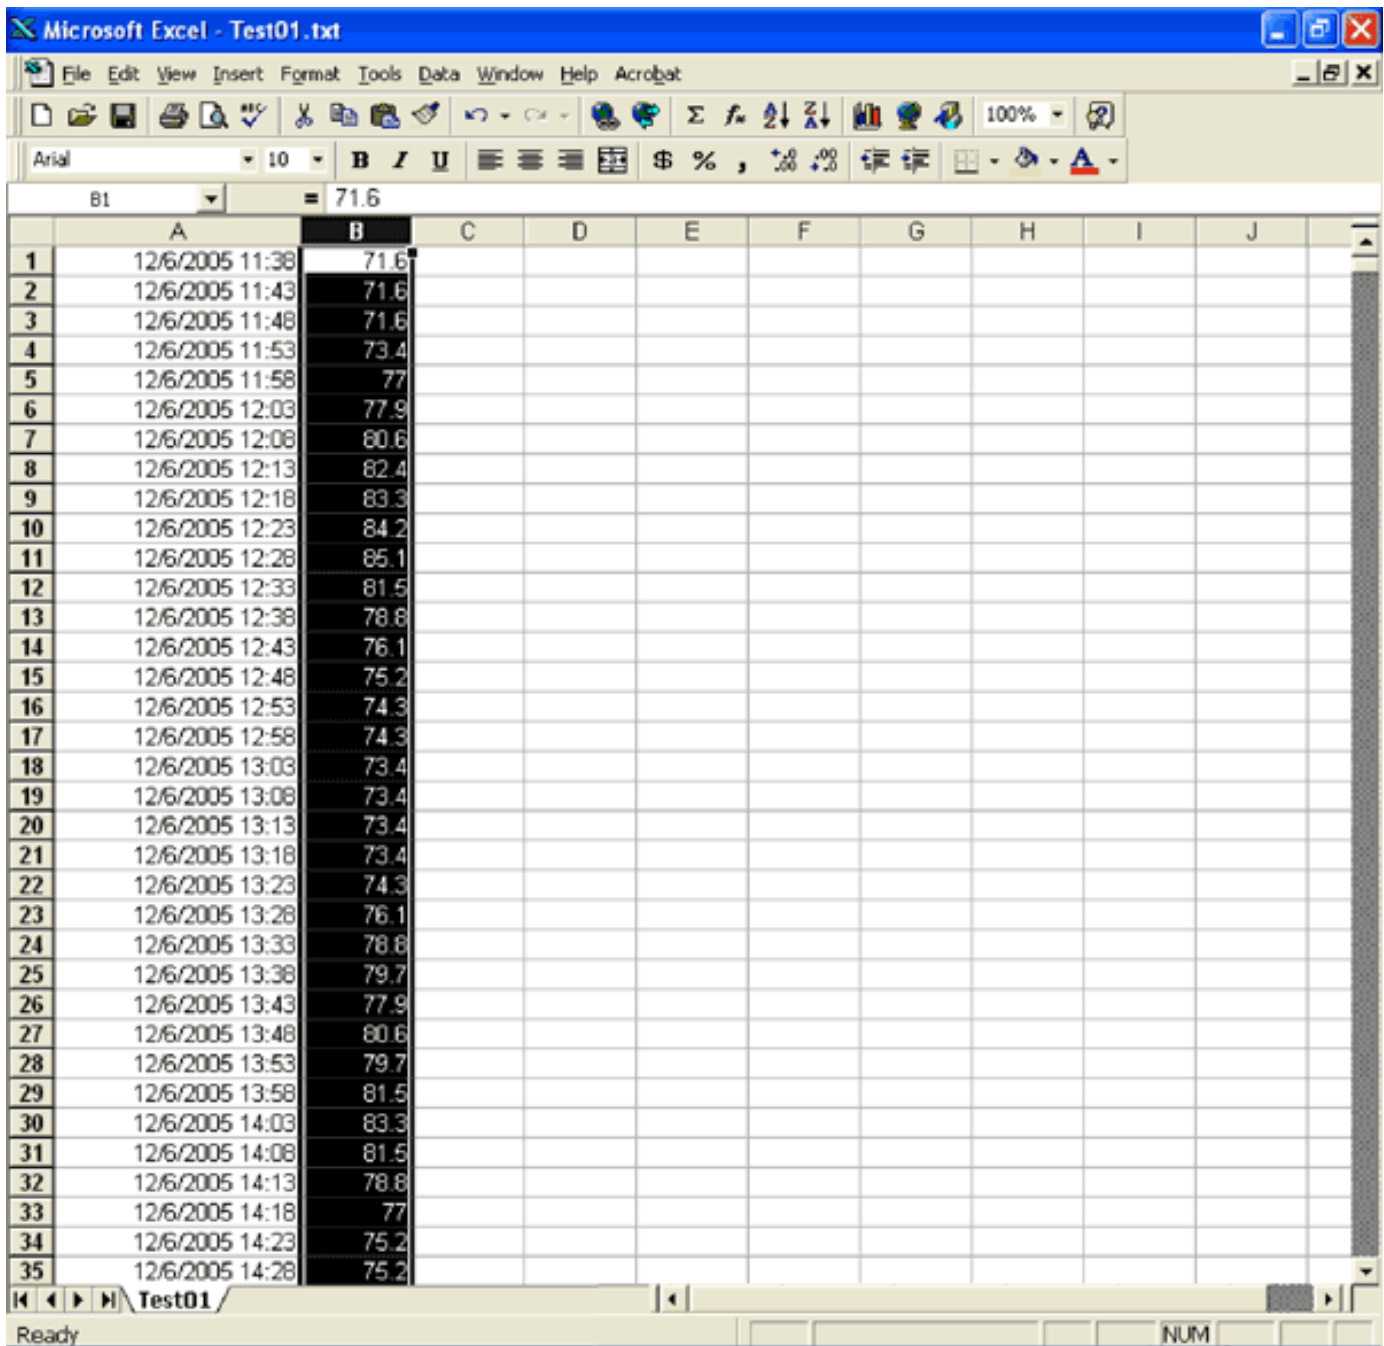 Microsoft Excel - Test01.txt
File Edit View Insert Format Tools Data Window Help Acrobat
100%
Arial 10 B I U $ % ,
B1 = 71.6
A B C D E F G H I J
1 12/6/2005 11:38 71.6
2 12/6/2005 11:43 71.6
3 12/6/2005 11:48 71.6
4 12/6/2005 11:53 73.4
5 12/6/2005 11:58 77
6 12/6/2005 12:03 77.9
7 12/6/2005 12:08 80.6
8 12/6/2005 12:13 82.4
9 12/6/2005 12:18 83.3
10 12/6/2005 12:23 84.2
11 12/6/2005 12:28 85.1
12 12/6/2005 12:33 81.5
13 12/6/2005 12:38 78.8
14 12/6/2005 12:43 76.1
15 12/6/2005 12:48 75.2
16 12/6/2005 12:53 74.3
17 12/6/2005 12:58 74.3
18 12/6/2005 13:03 73.4
19 12/6/2005 13:08 73.4
20 12/6/2005 13:13 73.4
21 12/6/2005 13:18 73.4
22 12/6/2005 13:23 74.3
23 12/6/2005 13:28 76.1
24 12/6/2005 13:33 78.8
25 12/6/2005 13:38 79.7
26 12/6/2005 13:43 77.9
27 12/6/2005 13:48 80.6
28 12/6/2005 13:53 79.7
29 12/6/2005 13:58 81.5
30 12/6/2005 14:03 83.3
31 12/6/2005 14:08 81.5
32 12/6/2005 14:13 78.8
33 12/6/2005 14:18 77
34 12/6/2005 14:23 75.2
35 12/6/2005 14:28 75.2
Test01
Ready NUM